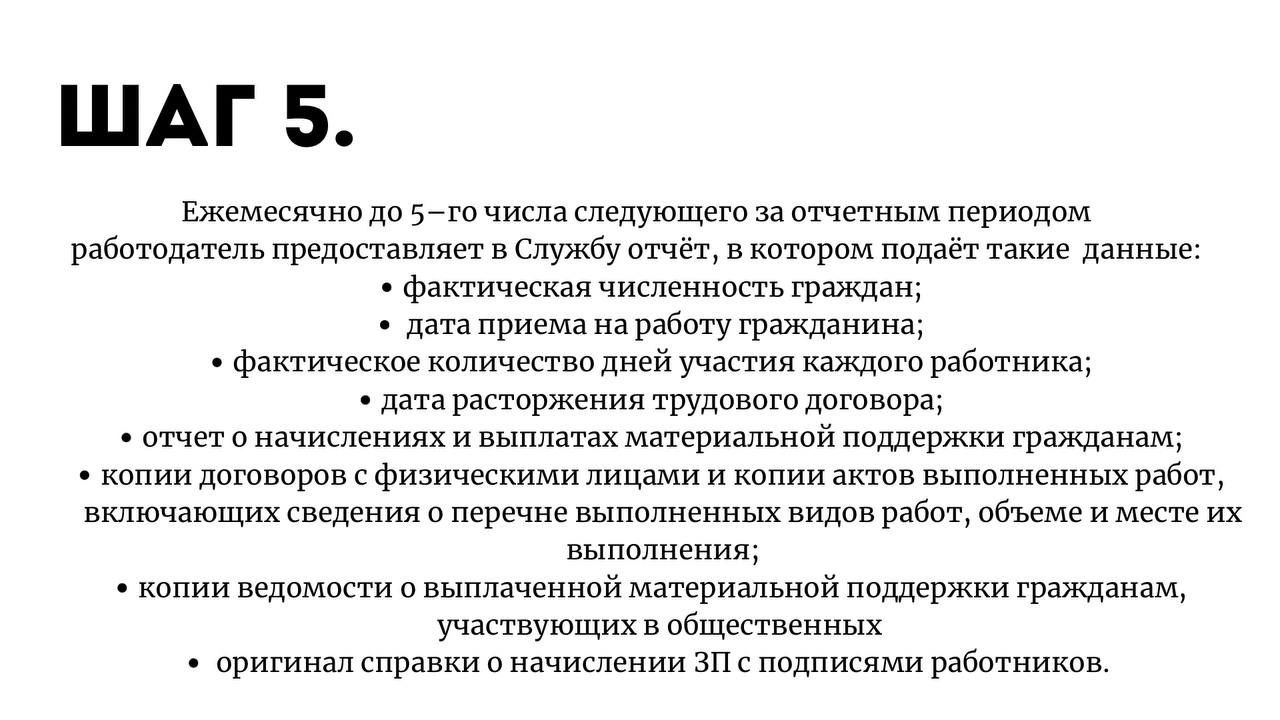 ШАГ 5.
Ежемесячно до 5–го числа следующего за отчетным периодом
работодатель предоставляет в Службу отчёт, в котором подаёт такие  данные:
• фактическая численность граждан;
•  дата приема на работу гражданина;
• фактическое количество дней участия каждого работника;
• дата расторжения трудового договора;
• отчет о начислениях и выплатах материальной поддержки гражданам;
• копии договоров с физическими лицами и копии актов выполненных работ,
включающих сведения о перечне выполненных видов работ, объеме и месте их
выполнения;
• копии ведомости о выплаченной материальной поддержки гражданам,
участвующих в общественных
•  оригинал справки о начислении ЗП с подписями работников.